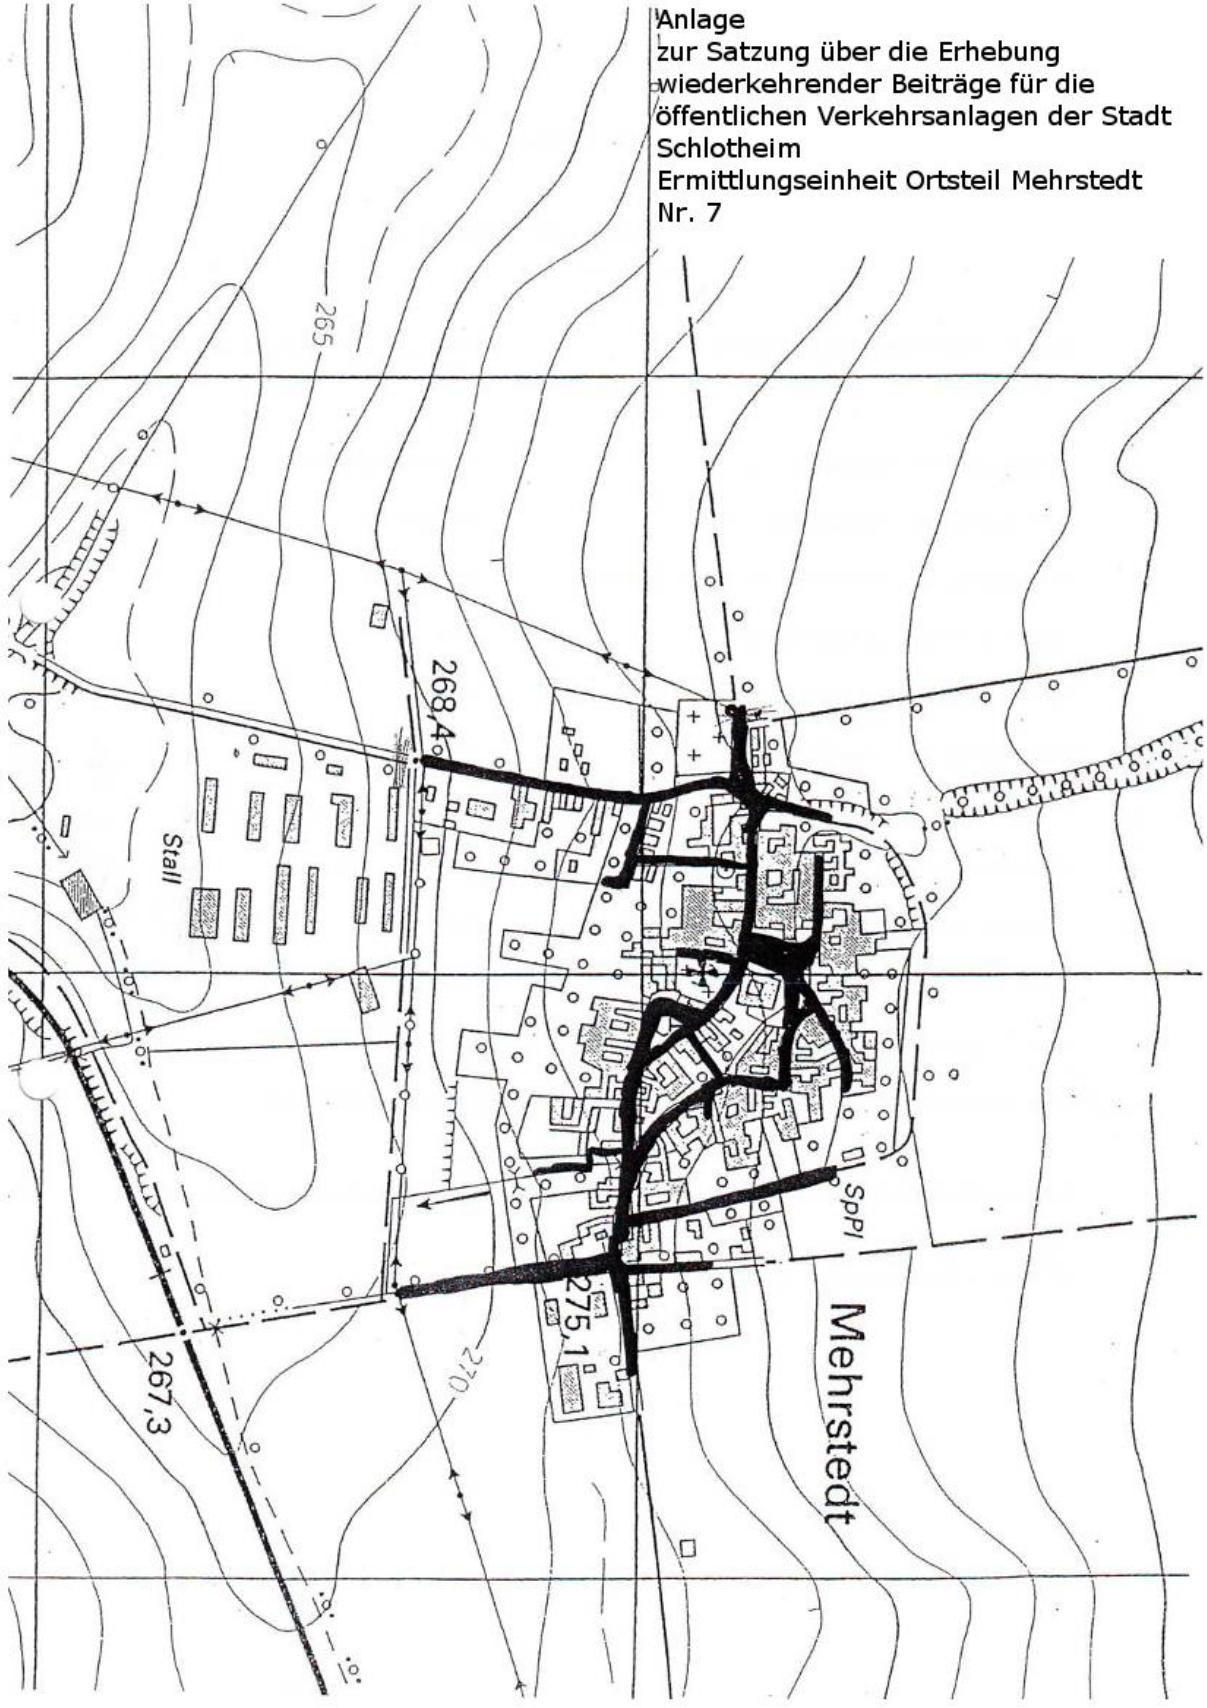 Anlage
zur Satzung über die Erhebung
wiederkehrender Beiträge für die
öffentlichen Verkehrsanlagen der Stadt
Schlotheim
Ermittlungseinheit Ortsteil Mehrstedt
Nr. 7
265
268,4
Stall
SpPl
275,1
Mehrstedt
270
267,3